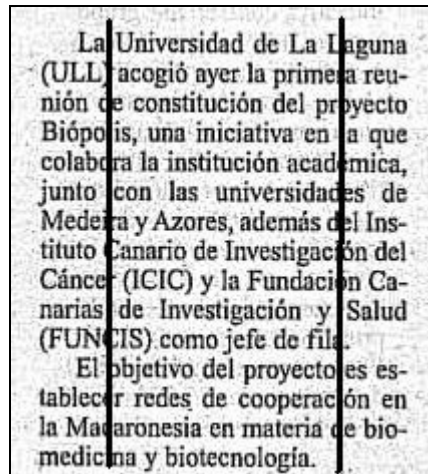 La Universidad de La Laguna
(ULL) acogió ayer la primera reu-
nión de constitución del proyecto
Biópolis, una iniciativa en la que
colabora la institución académica,
junto con las universidades de
Medeira y Azores, además del Ins-
tituto Canario de Investigación del
Cáncer (ICIC) y la Fundación Ca-
narias de Investigación y Salud
(FUNCIS) como jefe de fila.
El objetivo del proyecto es es-
tablecer redes de cooperación en
la Macaronesia en materia de bio-
medicina y biotecnología.